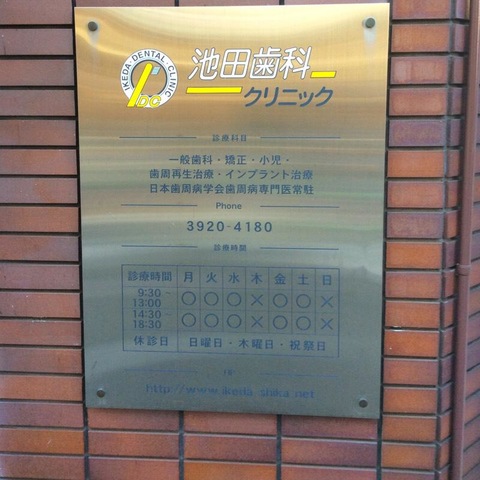 IKEDA・DENTAL・CLINIC
IDC
池田歯科
クリニック
診療科目
一般歯科・矯正・小児・
歯周再生治療・インプラント治療
日本歯周病学会歯周病専門医常駐
Phone
3920-4180
診療時間
診療時間 月 火 水 木 金 土 日
9:30～13:00 ○ ○ ○ × ○ ○ ×
14:30～18:30 ○ ○ ○ × ○ ○ ×
休診日 日曜日・木曜日・祝祭日
http://www.ikeda-shika.net